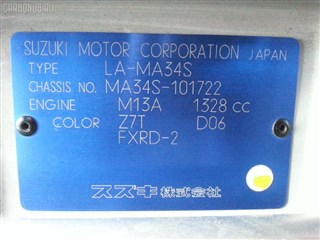 SUZUKI MOTOR CORPORATION JAPAN
TYPE LA-MA34S
CHASSIS NO. MA34S-101722
ENGINE M13A 1328 cc
COLOR Z7T D06
FXRD-2
スズキ株式会社